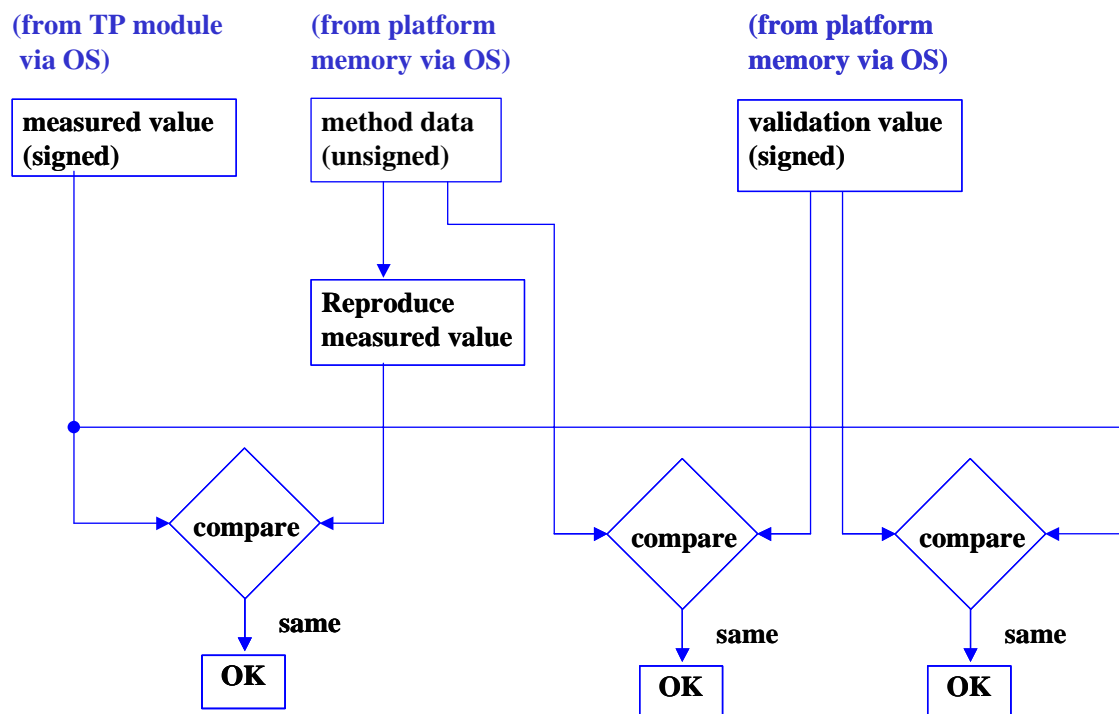 (from TP module
via OS)
(from platform
memory via OS)
(from platform
memory via OS)
measured value
(signed)
method data
(unsigned)
validation value
(signed)
Reproduce
measured value
compare
compare
compare
same
same
same
OK
OK
OK